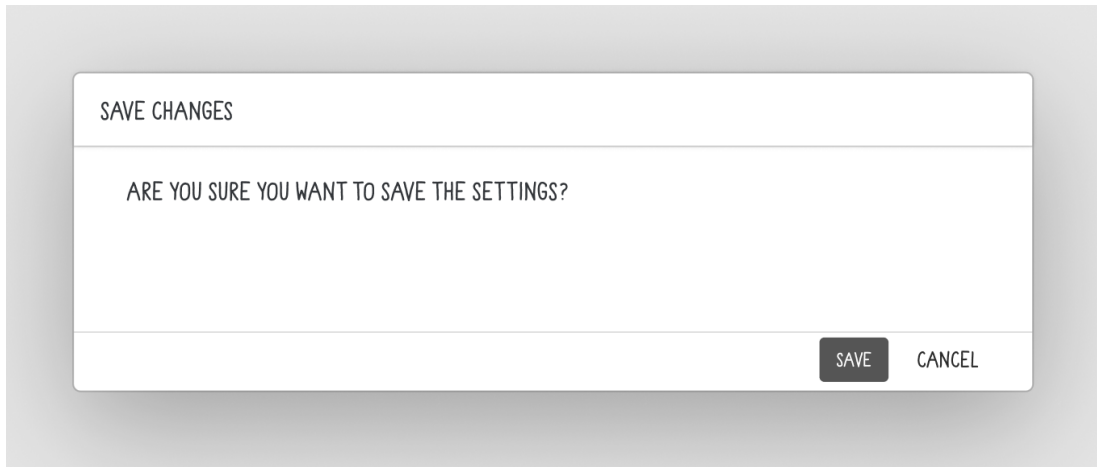 SAVE CHANGES
ARE YOU SURE YOU WANT TO SAVE THE SETTINGS?
SAVE CANCEL